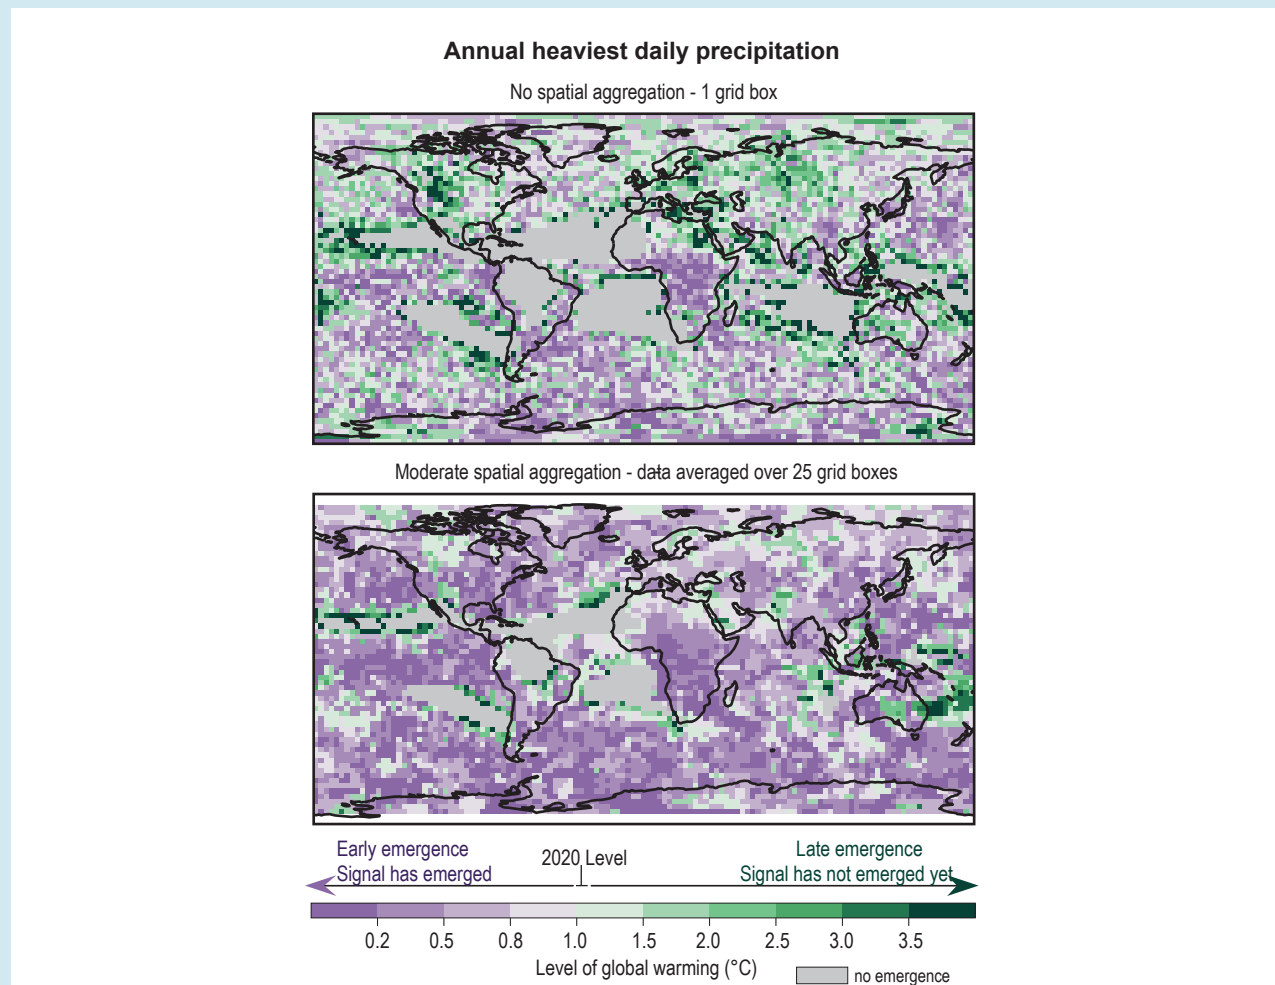 Annual heaviest daily precipitation
No spatial aggregation - 1 grid box
Moderate spatial aggregation - data averaged over 25 grid boxes
Early emergence
Signal has emerged
2020 Level
Late emergence
Signal has not emerged yet
0.2 0.5 0.8 1.0 1.5 2.0 2.5 3.0 3.5
Level of global warming (°C)
no emergence